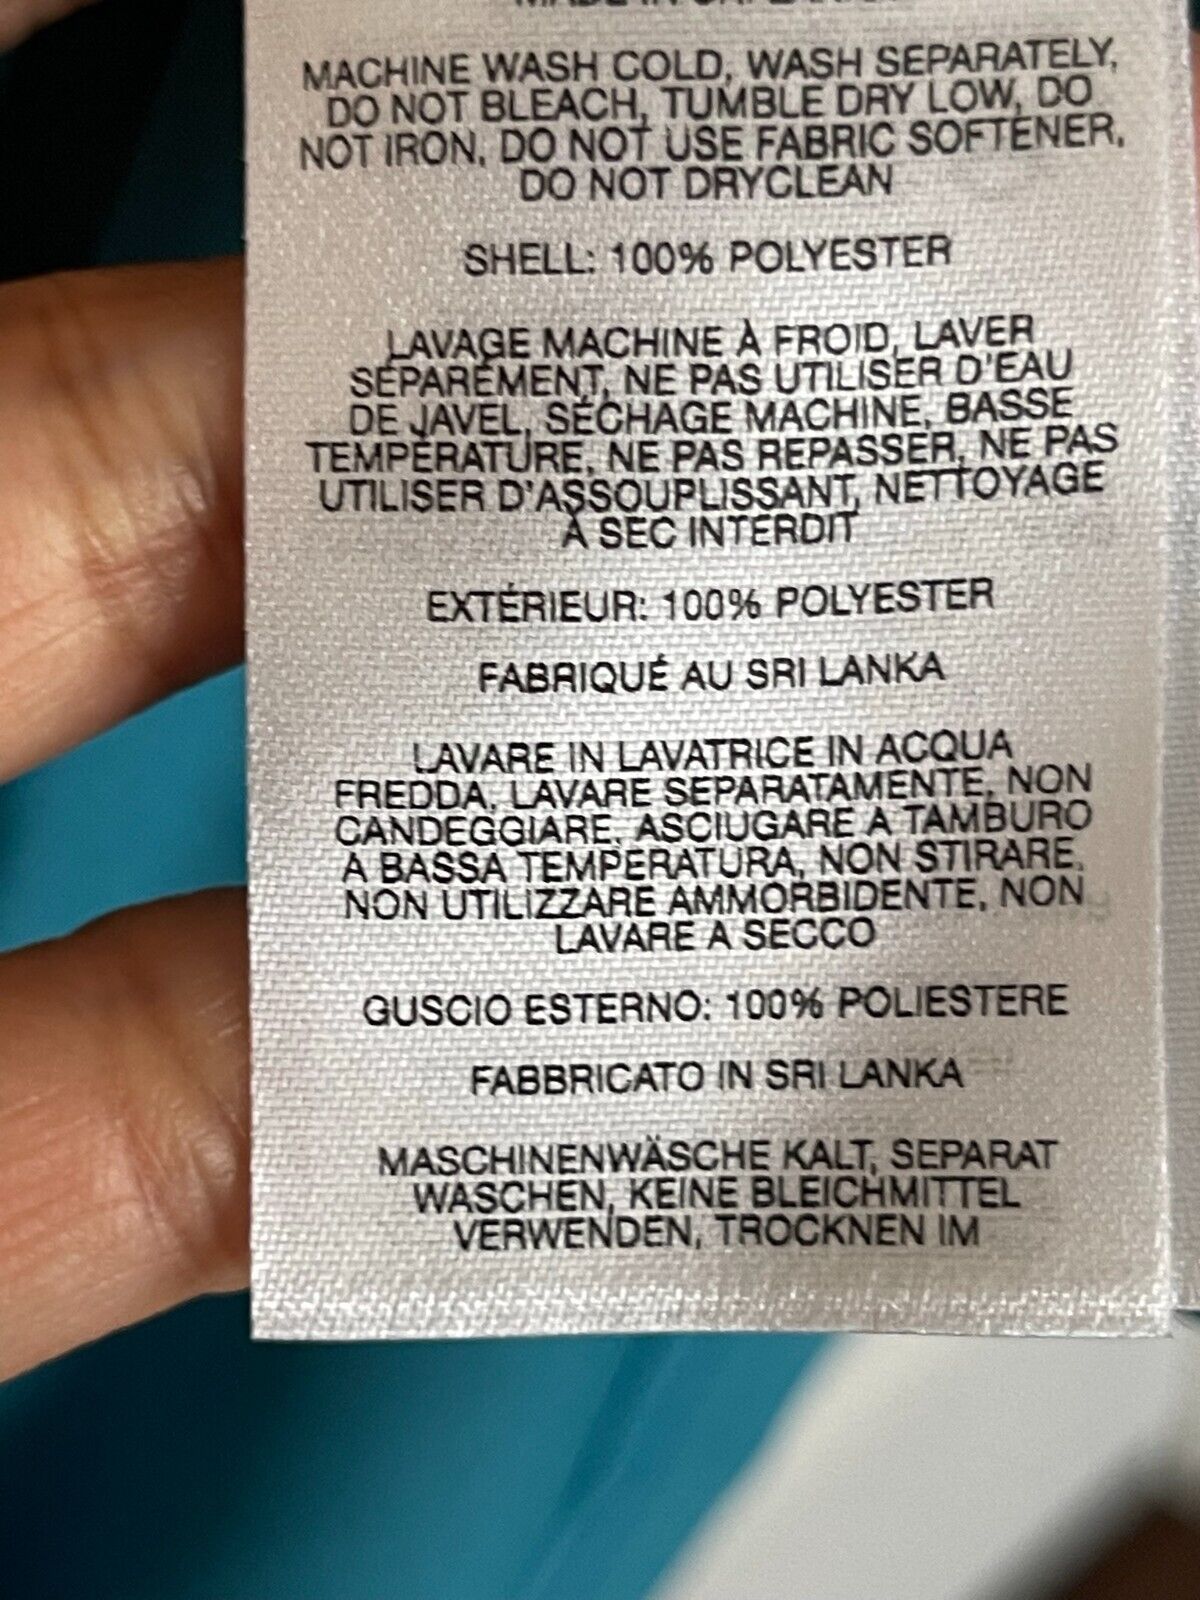 MADE IN
MACHINE WASH COLD, WASH SEPARATELY,
DO NOT BLEACH, TUMBLE DRY LOW, DO
NOT IRON, DO NOT USE FABRIC SOFTENER,
DO NOT DRYCLEAN
SHELL: 100% POLYESTER
LAVAGE MACHINE À FROID, LAVER
SÉPARÉMENT, NE PAS UTILISER D'EAU
DE JAVEL, SÉCHAGE MACHINE, BASSE
TEMPÉRATURE, NE PAS REPASSER, NE PAS
UTILISER D'ASSOUPLISSANT, NETTOYAGE
À SEC INTERDIT
EXTÉRIEUR: 100% POLYESTER
FABRIQUÉ AU SRI LANKA
LAVARE IN LAVATRICE IN ACQUA
FREDDA, LAVARE SEPARATAMENTE, NON
CANDEGGIARE, ASCIUGARE A TAMBURO
A BASSA TEMPERATURA, NON STIRARE,
NON UTILIZZARE AMMORBIDENTE, NON
LAVARE A SECCO
GUSCIO ESTERNO: 100% POLIESTERE
FABBRICATO IN SRI LANKA
MASCHINENWÄSCHE KALT, SEPARAT
WASCHEN, KEINE BLEICHMITTEL
VERWENDEN, TROCKNEN IM